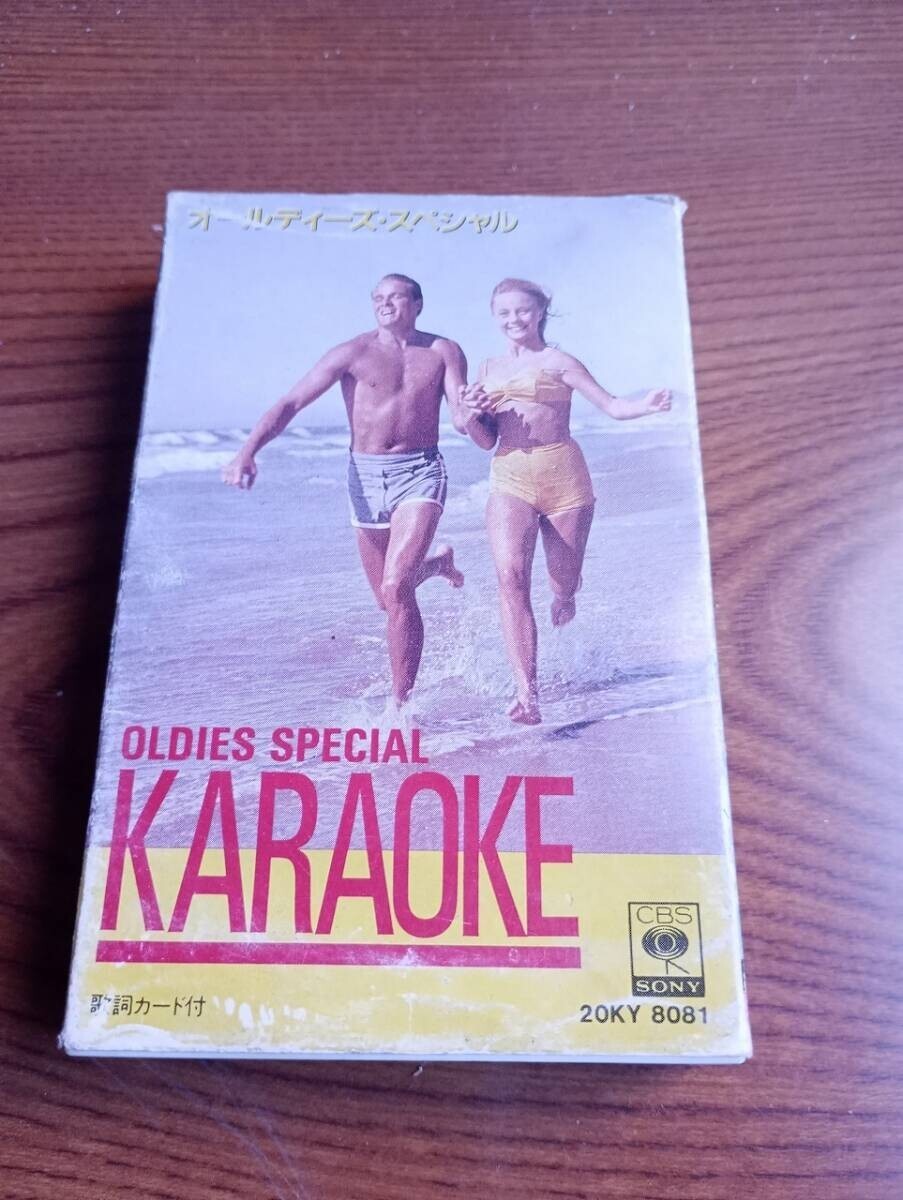 オールディーズ・スペシャル
OLDIES SPECIAL
KARAOKE
CBS
SONY
歌詞カード付
20KY 8081